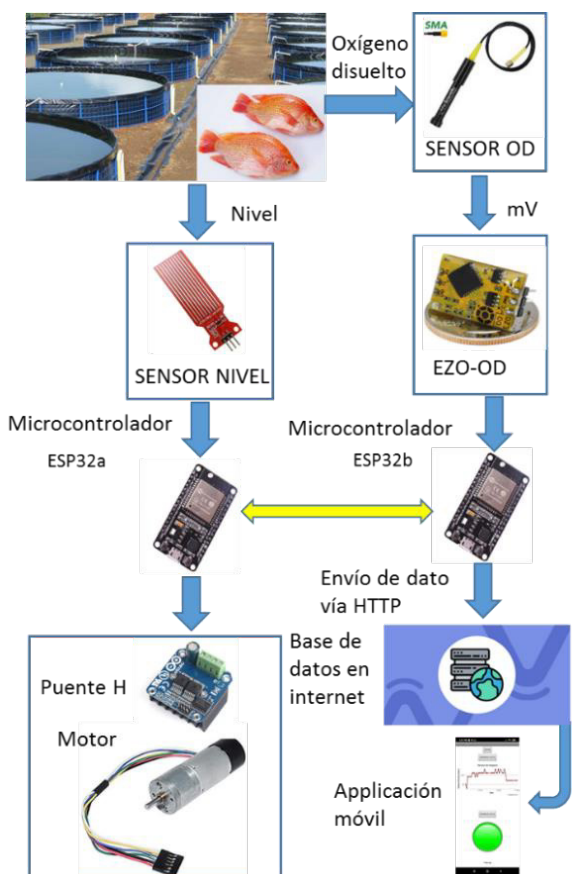 Oxígeno
disuelto
SMA
SENSOR OD
Nivel
mV
SENSOR NIVEL
EZO-OD
Microcontrolador
ESP32a
Microcontrolador
ESP32b
Envío de dato
vía HTTP
Puente H
Base de
datos en
internet
Motor
Applicación
móvil